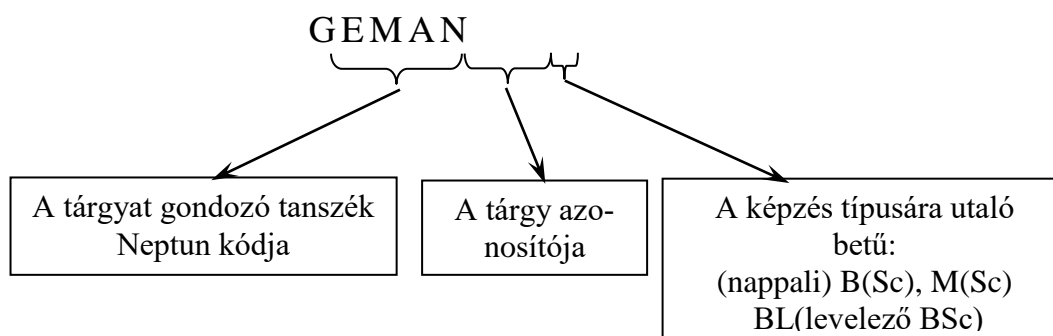 GEMAN
A tárgyat gondozó tanszék
Neptun kódja
A tárgy azo-
nosítója
A képzés típusára utaló
betű:
(nappali) B(Sc), M(Sc)
BL(levelező BSc)